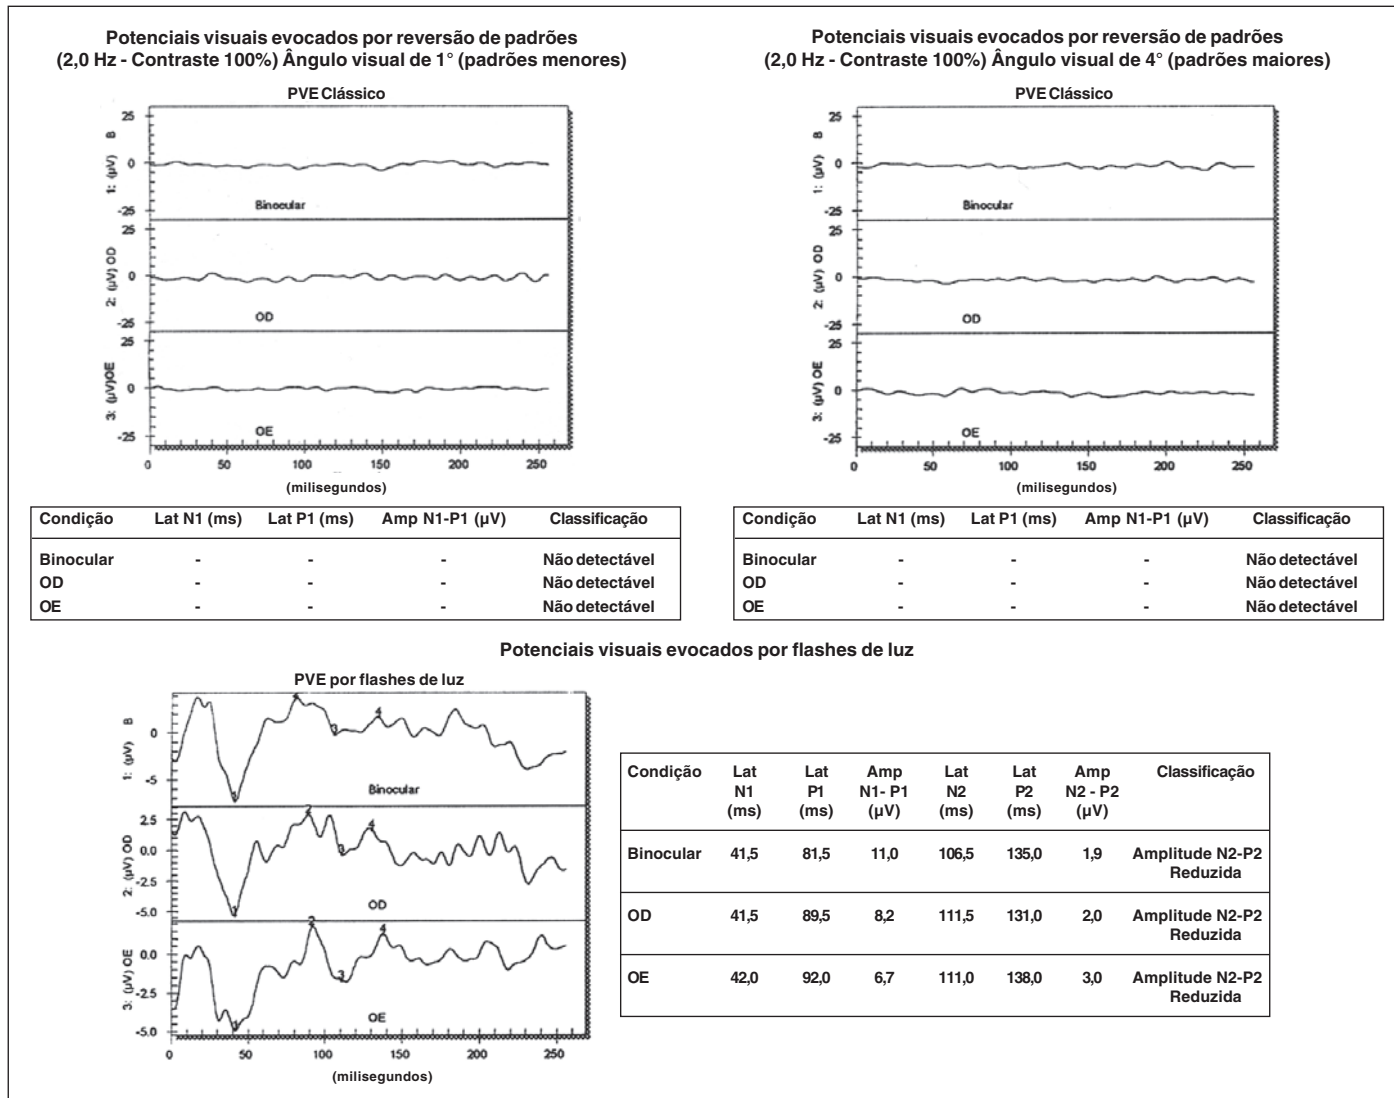 Potenciais visuais evocados por reversão de padrões
(2,0 Hz - Contraste 100%) Ângulo visual de 1° (padrões menores)
PVE Clássico
25
0
-25
1: (µV) B
Binocular
25
0
-25
2: (µV) OD
OD
25
0
-25
3: (µV)OE
OE
0 50 100 150 200 250
(milisegundos)
Condição Lat N1 (ms) Lat P1 (ms) Amp N1-P1 (µV) Classificação
Binocular - - - Não detectável
OD - - - Não detectável
OE - - - Não detectável
Potenciais visuais evocados por reversão de padrões
(2,0 Hz - Contraste 100%) Ângulo visual de 4° (padrões maiores)
PVE Clássico
25
0
-25
1: (µV) B
Binocular
25
0
-25
2: (µV) OD
OD
25
0
-25
3: (µV) OE
OE
0 50 100 150 200 250
(milisegundos)
Condição Lat N1 (ms) Lat P1 (ms) Amp N1-P1 (µV) Classificação
Binocular - - - Não detectável
OD - - - Não detectável
OE - - - Não detectável
Potenciais visuais evocados por flashes de luz
PVE por flashes de luz
0
-5
1: (µV) B
1 3 4
Binocular
2.5
0.0
-2.5
-5.0
2: (µV) OD
1 2 3 4
OD
0.0
-2.5
-5.0
3: (µV) OE
1 2 3 4
OE
0 50 100 150 200 250
(milisegundos)
Condição Lat Lat Amp Lat Lat Amp Classificação
N1 P1 N1- P1 N2 P2 N2 - P2
(ms) (ms) (µV) (ms) (ms) (µV)
Binocular 41,5 81,5 11,0 106,5 135,0 1,9 Amplitude N2-P2
Reduzida
OD 41,5 89,5 8,2 111,5 131,0 2,0 Amplitude N2-P2
Reduzida
OE 42,0 92,0 6,7 111,0 138,0 3,0 Amplitude N2-P2
Reduzida